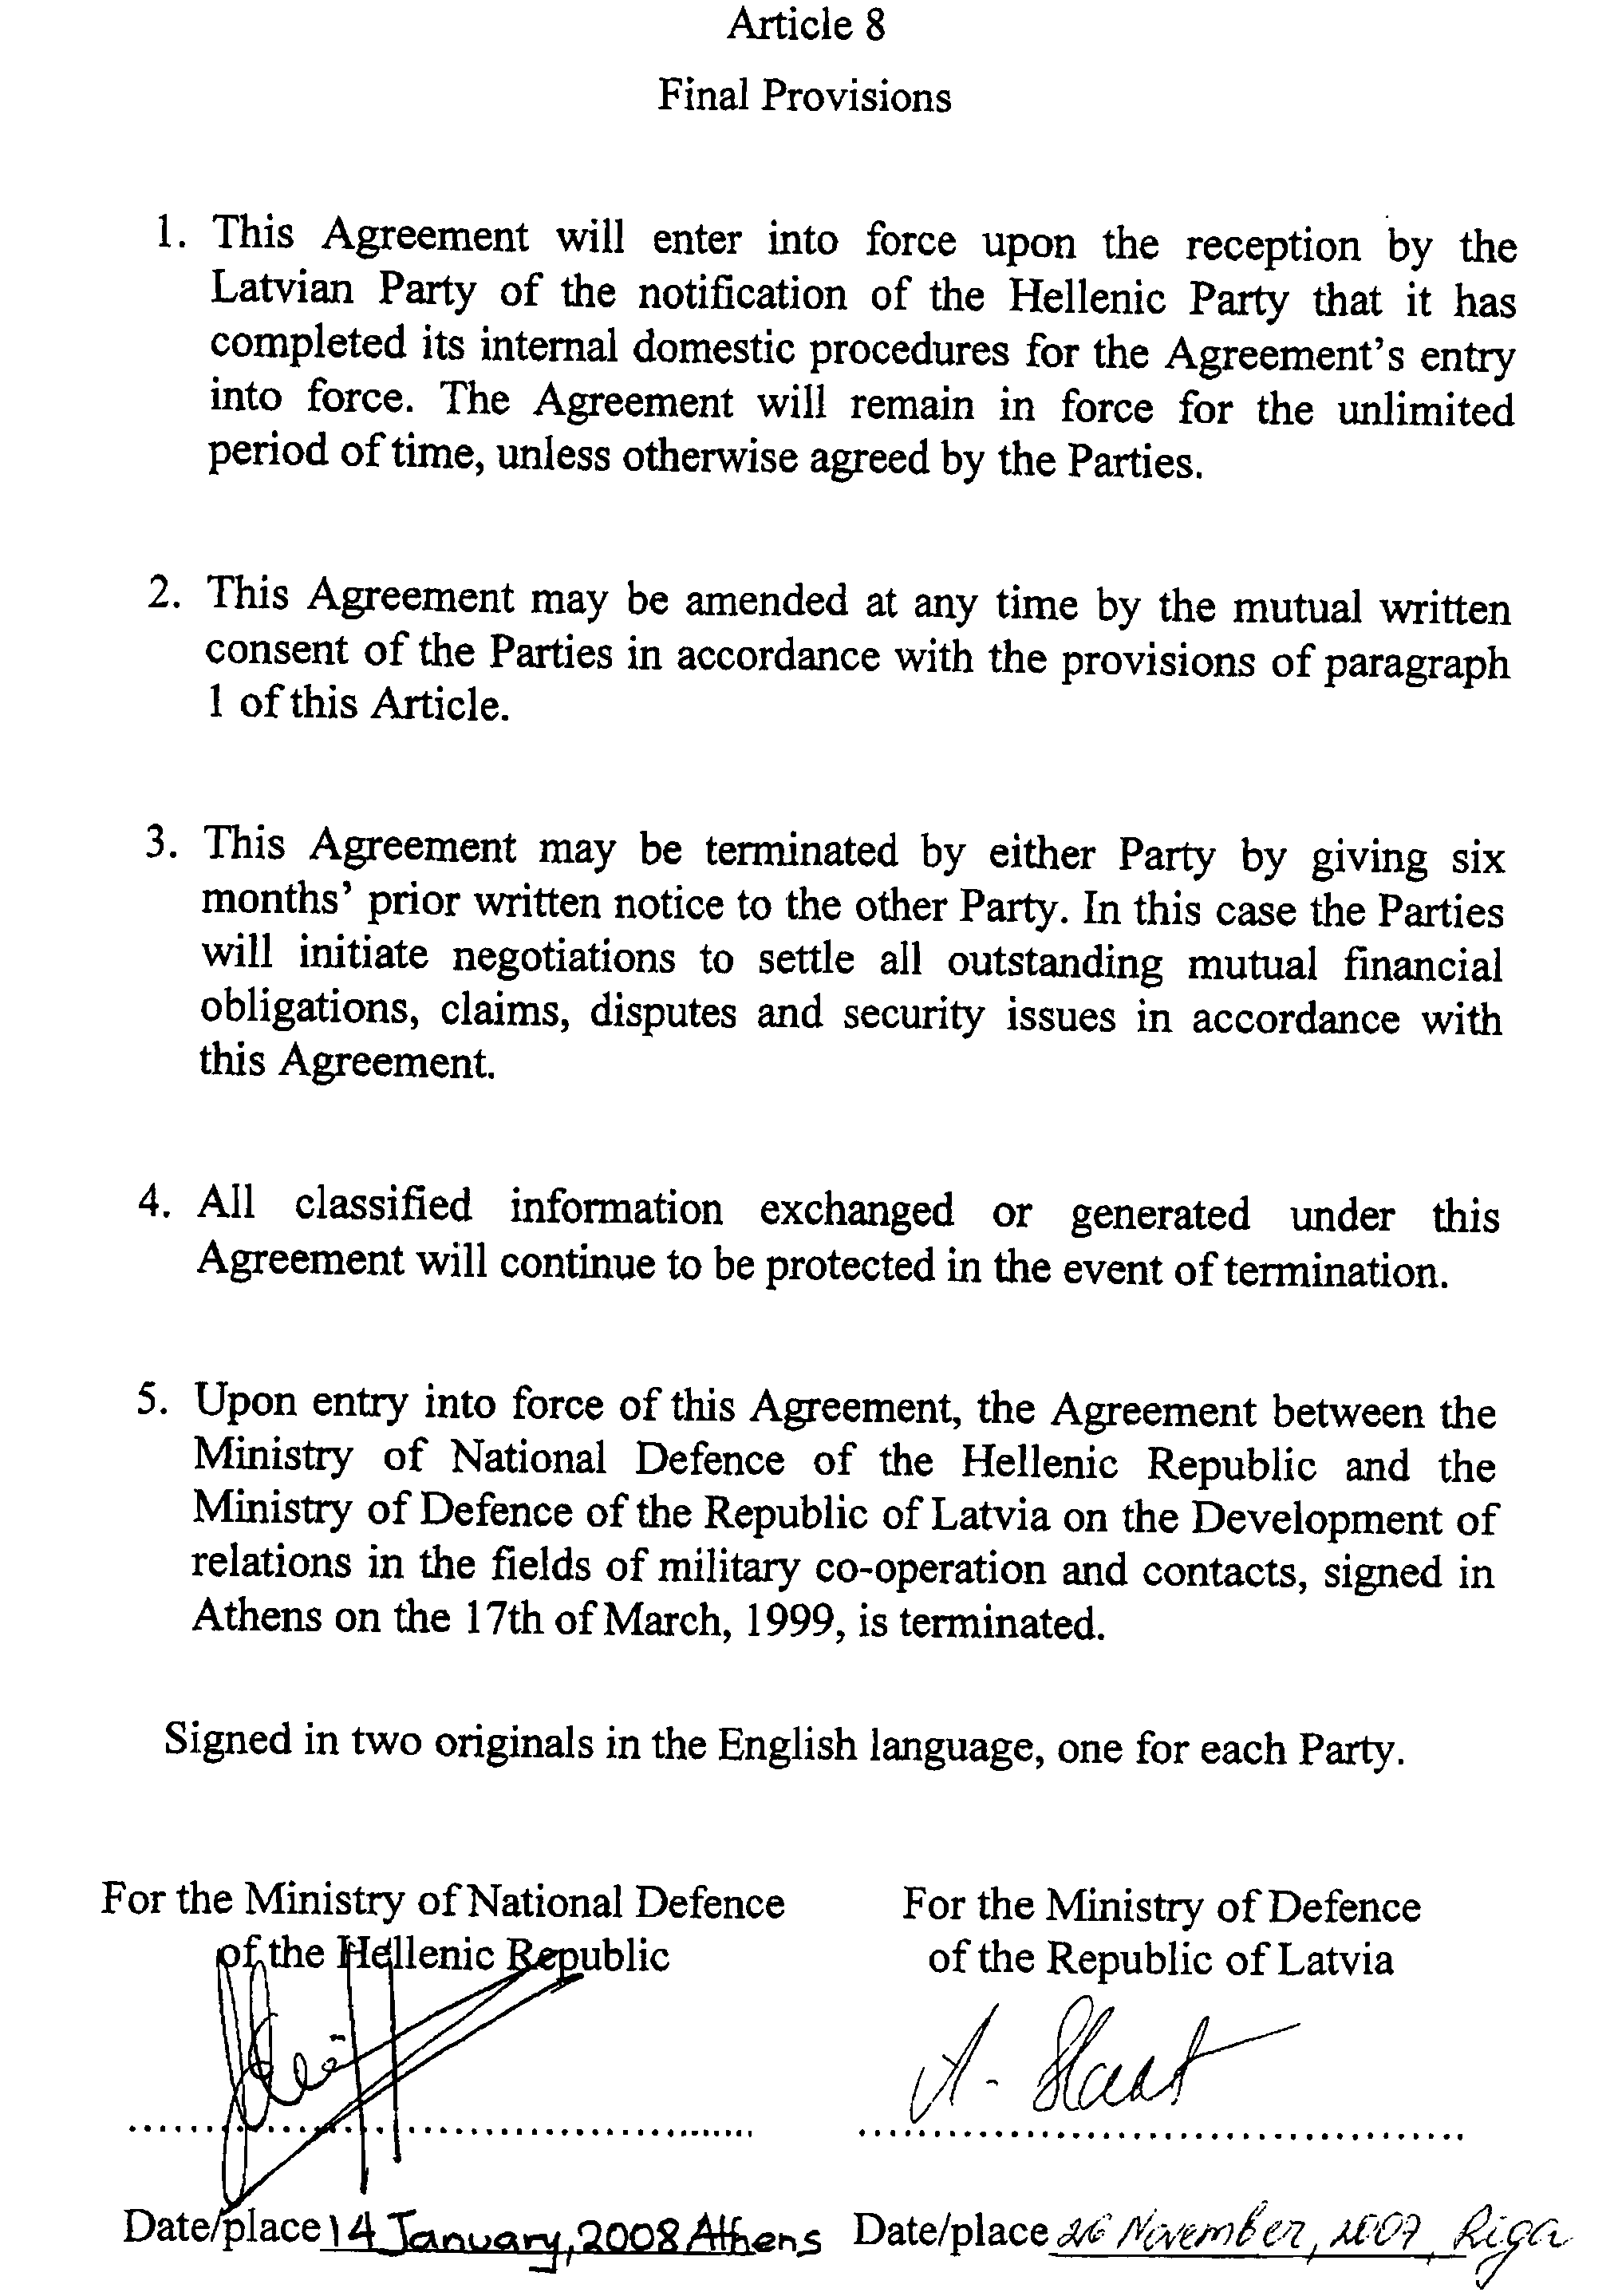 Article 8
Final Provisions
1. This Agreement will enter into force upon the reception by the
Latvian Party of the notification of the Hellenic Party that it has
completed its internal domestic procedures for the Agreement's entry
into force. The Agreement will remain in force for the unlimited
period of time, unless otherwise agreed by the Parties.
2. This Agreement may be amended at any time by the mutual written
consent of the Parties in accordance with the provisions of paragraph
1 of this Article.
3. This Agreement may be terminated by either Party by giving six
months' prior written notice to the other Party. In this case the Parties
will initiate negotiations to settle all outstanding mutual financial
obligations, claims, disputes and security issues in accordance with
this Agreement.
4. All classified information exchanged or generated under this
Agreement will continue to be protected in the event of termination.
5. Upon entry into force of this Agreement, the Agreement between the
Ministry of National Defence of the Hellenic Republic and the
Ministry of Defence of the Republic of Latvia on the Development of
relations in the fields of military co-operation and contacts, signed in
Athens on the 17th of March, 1999, is terminated.
Signed in two originals in the English language, one for each Party.
For the Ministry of National Defence
of the Hellenic Republic
For the Ministry of Defence
of the Republic of Latvia
Date/place 14 January, 2008 Athens
Date/place 26 November, 2007, Riga